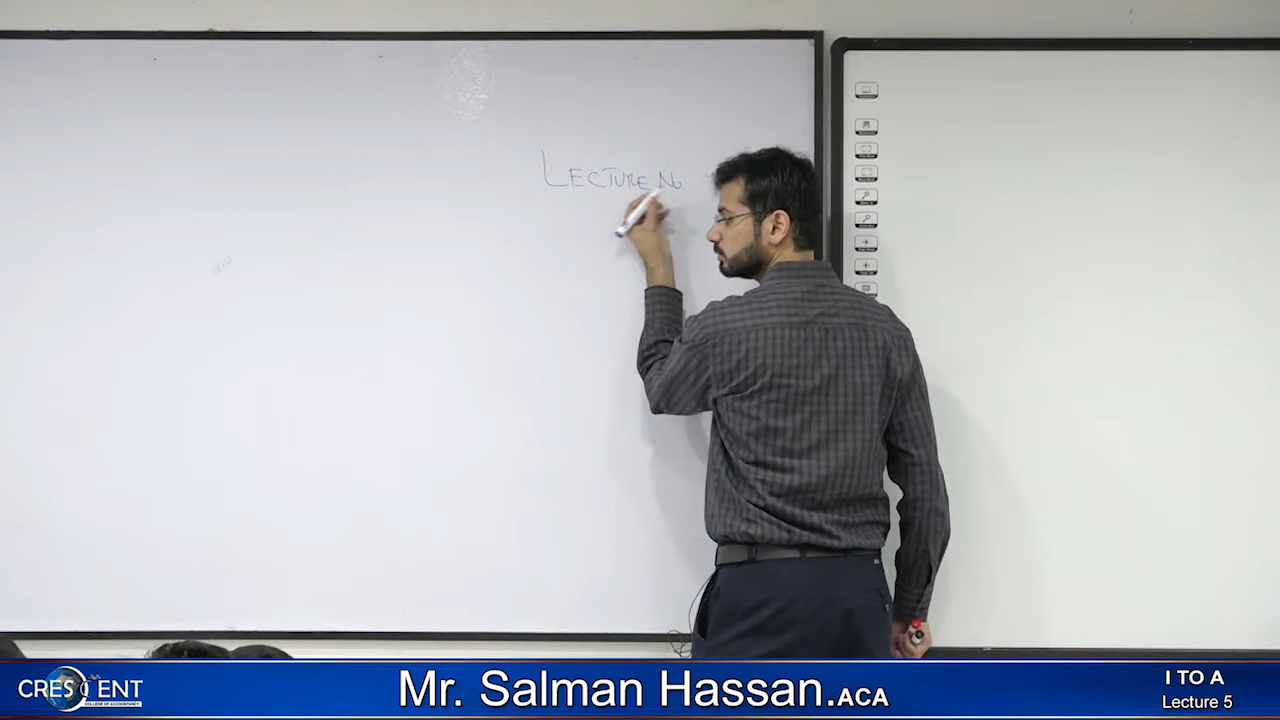 LECTURE No.
CRESCENT
COLLEGE OF ACCOUNTANCY
Mr. Salman Hassan.ACA
I TO A
Lecture 5